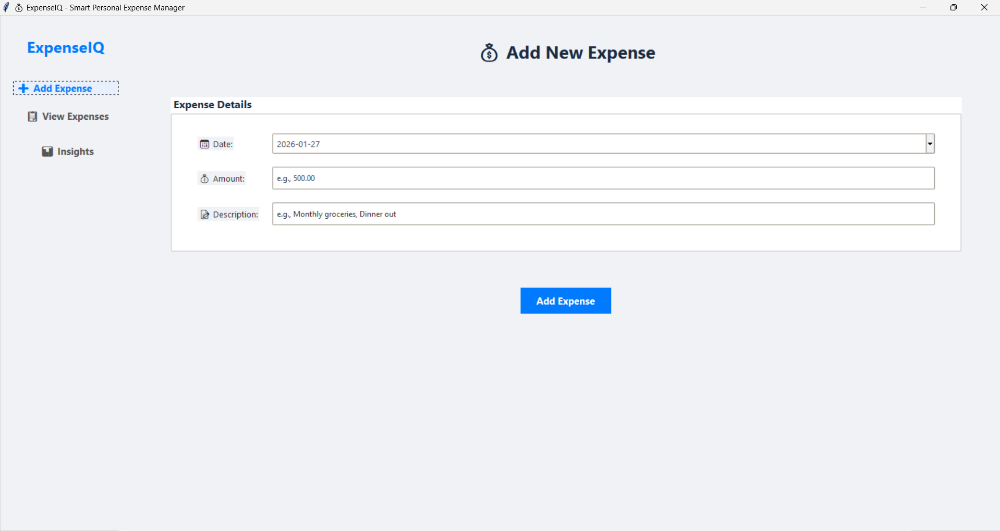 ExpenseIQ - Smart Personal Expense Manager
ExpenseIQ
Add New Expense
Add Expense
View Expenses
Insights
Expense Details
Date: 2026-01-27
Amount: e.g., 500.00
Description: e.g., Monthly groceries, Dinner out
Add Expense